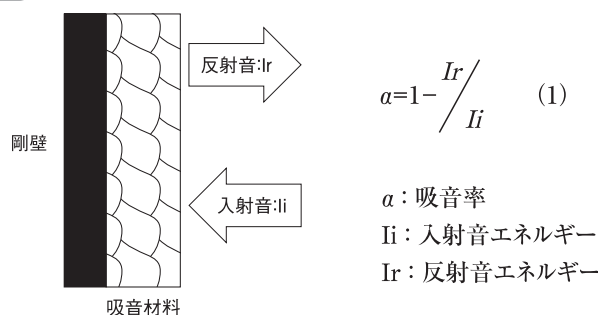 反射音:Ir
剛壁
入射音:Ii
吸音材料
α=1−Ir/Ii (1)
α：吸音率
Ii：入射音エネルギー
Ir：反射音エネルギー